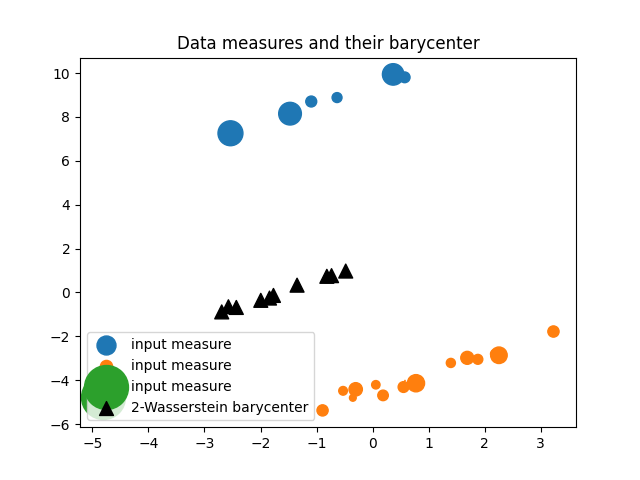 Data measures and their barycenter
10
8
6
4
2
0
−2
−4
−6
input measure
input measure
input measure
2-Wasserstein barycenter
−5 −4 −3 −2 −1 0 1 2 3